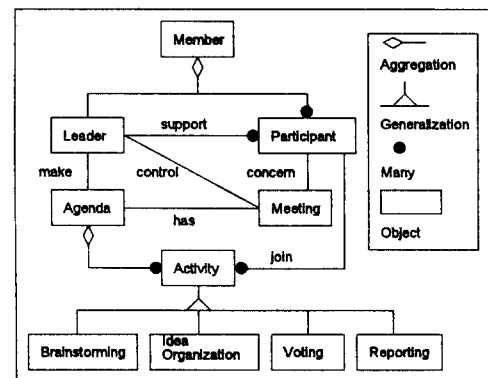 Member
Aggregation
support
Leader
Participant
Generalization
make
control
concern
Many
Agenda
has
Meeting
Object
join
Activity
Brainstorming
Idea
Organization
Voting
Reporting